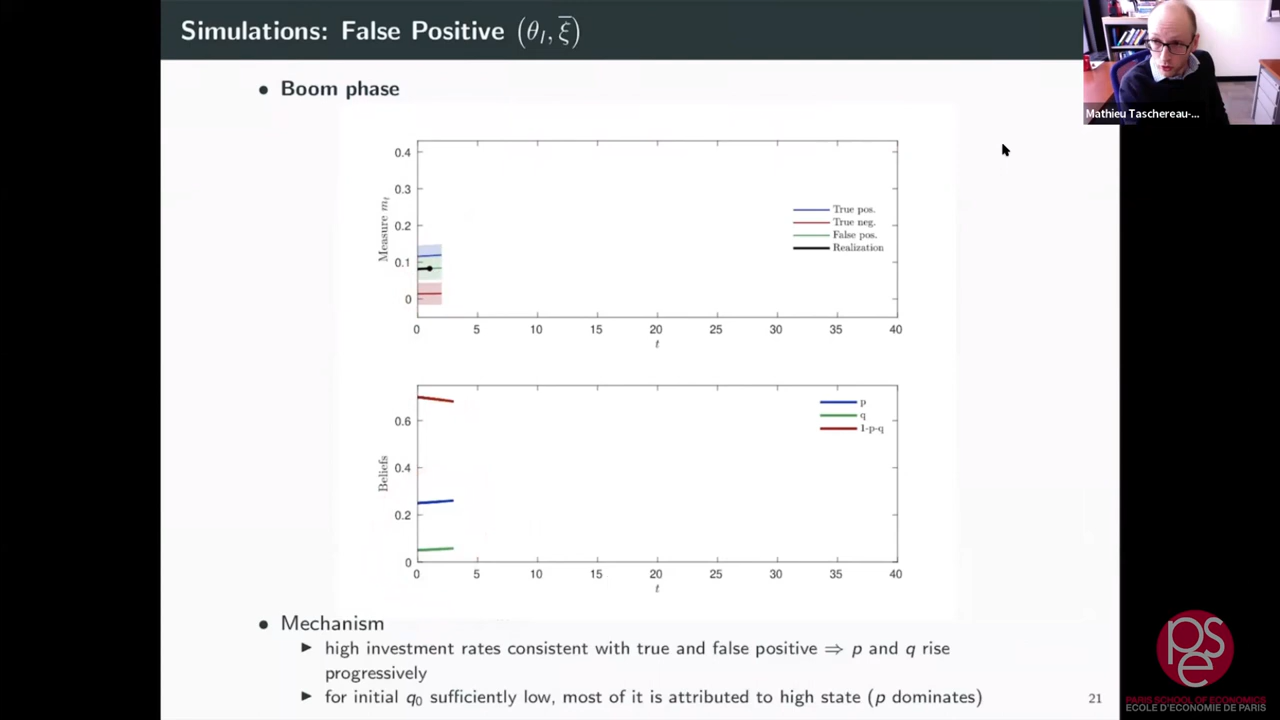 Simulations: False Positive (θ_l, ξ̄)
Mathieu Taschereau-...
• Boom phase
0.4
0.3
0.2
0.1
0
Measure m_t
True pos.
True neg.
False pos.
Realization
0 5 10 15 20 25 30 35 40
t
0.6
0.4
0.2
0
Beliefs
p
q
1-p-q
0 5 10 15 20 25 30 35 40
t
• Mechanism
▶ high investment rates consistent with true and false positive ⇒ p and q rise
progressively
▶ for initial q₀ sufficiently low, most of it is attributed to high state (p dominates)
21
pse
PARIS SCHOOL OF ECONOMICS
ECOLE D'ECONOMIE DE PARIS